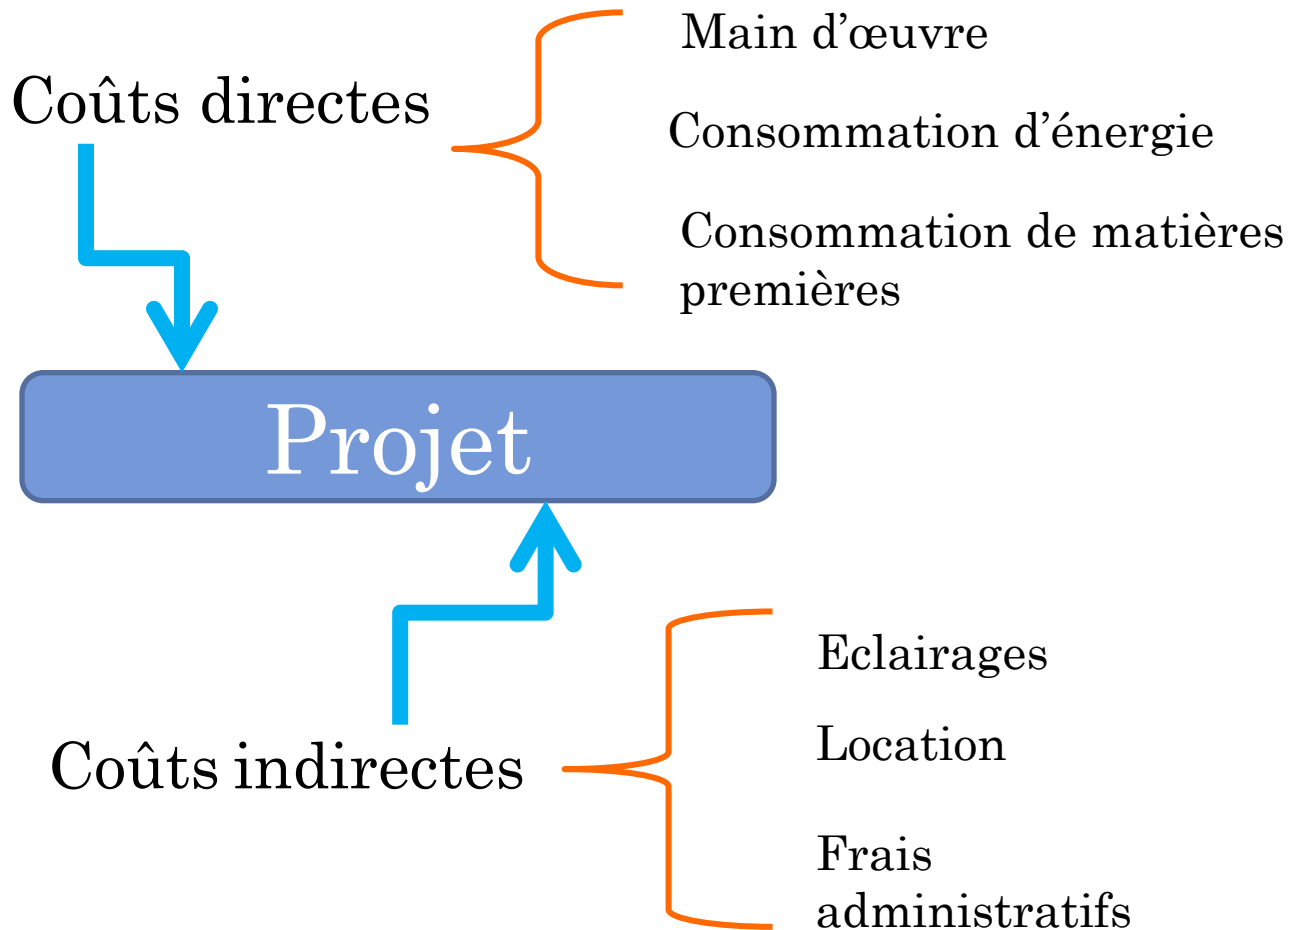 Main d’œuvre
Coûts directes
Consommation d’énergie
Consommation de matières
premières
Projet
Eclairages
Location
Coûts indirectes
Frais
administratifs